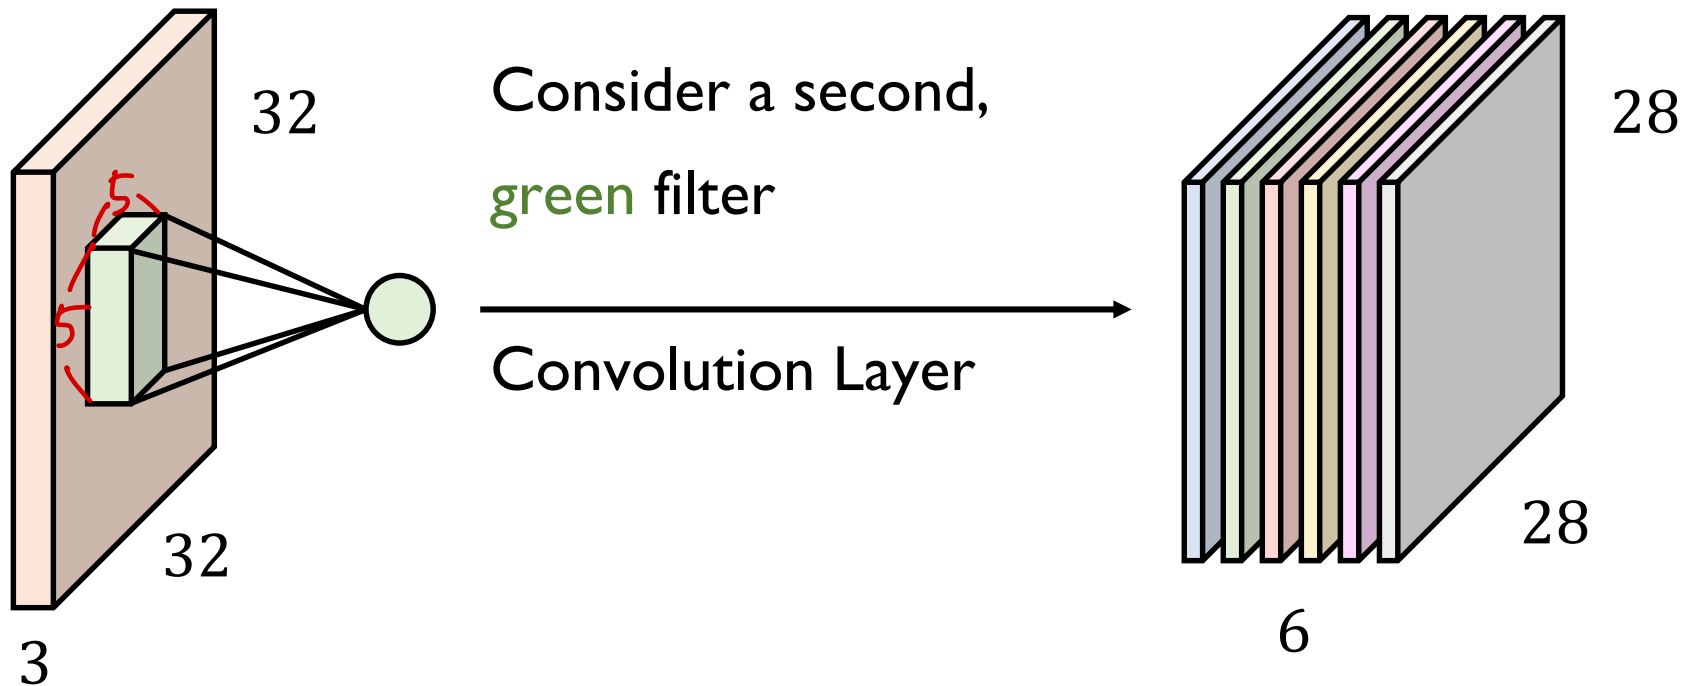 32
5
5
32
3
Consider a second,
green filter
Convolution Layer
28
28
6